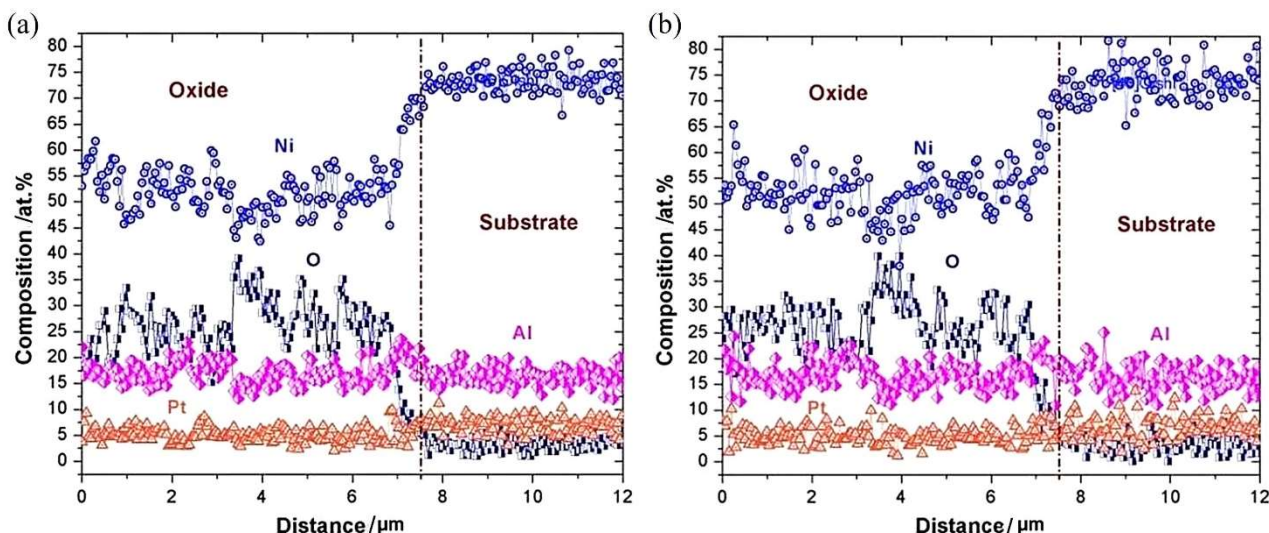 (a)
80
75
70
65
60
55
50
45
40
35
30
25
20
15
10
5
0
Composition /at.%
Oxide
Ni
Substrate
O
Al
Pt
0 2 4 6 8 10 12
Distance /µm
(b)
80
75
70
65
60
55
50
45
40
35
30
25
20
15
10
5
0
Composition /at.%
Oxide
Ni
Substrate
O
Al
Pt
0 2 4 6 8 10 12
Distance /µm